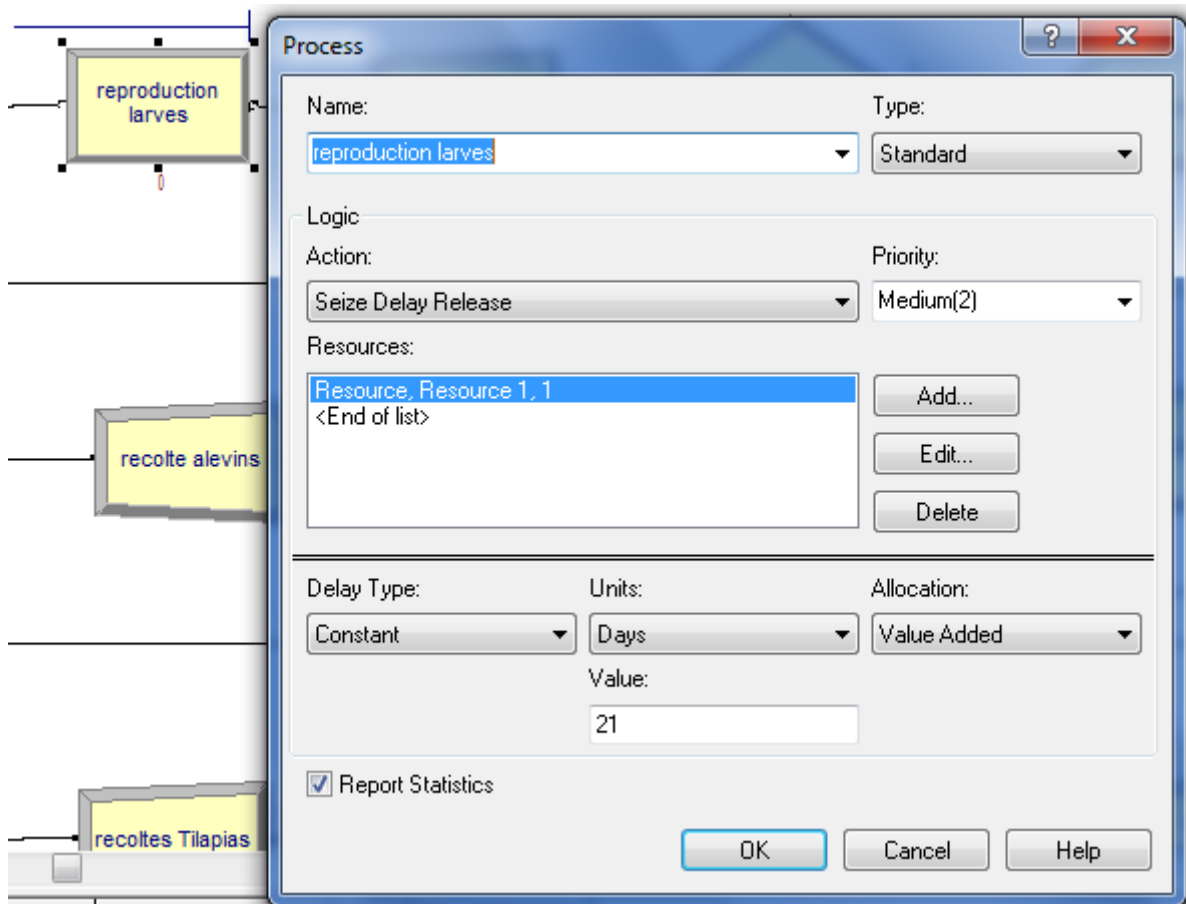 reproduction
larves
0
recolte alevins
recoltes Tilapias
Process
?
Name:
Type:
reproduction larves
Standard
Logic
Action:
Priority:
Seize Delay Release
Medium(2)
Resources:
Resource, Resource 1, 1
<End of list>
Add...
Edit...
Delete
Delay Type:
Units:
Allocation:
Constant
Days
Value Added
Value:
21
Report Statistics
OK
Cancel
Help